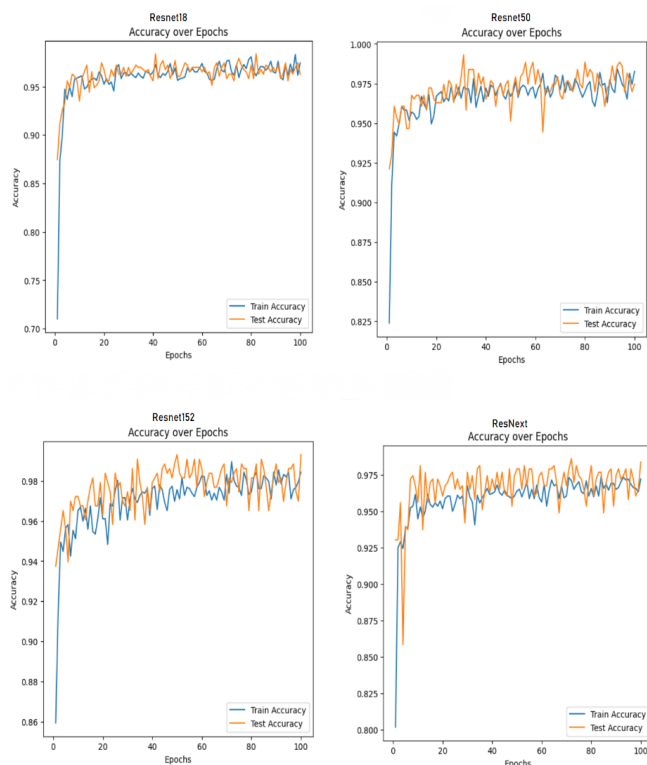 Resnet18
Accuracy over Epochs
0.95
0.90
0.85
0.80
0.75
0.70
Accuracy
0 20 40 60 80 100
Epochs
Train Accuracy
Test Accuracy
Resnet50
Accuracy over Epochs
1.000
0.975
0.950
0.925
0.900
0.875
0.850
0.825
Accuracy
0 20 40 60 80 100
Epochs
Train Accuracy
Test Accuracy
Resnet152
Accuracy over Epochs
0.98
0.96
0.94
0.92
0.90
0.88
0.86
Accuracy
0 20 40 60 80 100
Epochs
Train Accuracy
Test Accuracy
ResNext
Accuracy over Epochs
0.975
0.950
0.925
0.900
0.875
0.850
0.825
0.800
Accuracy
0 20 40 60 80 100
Epochs
Train Accuracy
Test Accuracy